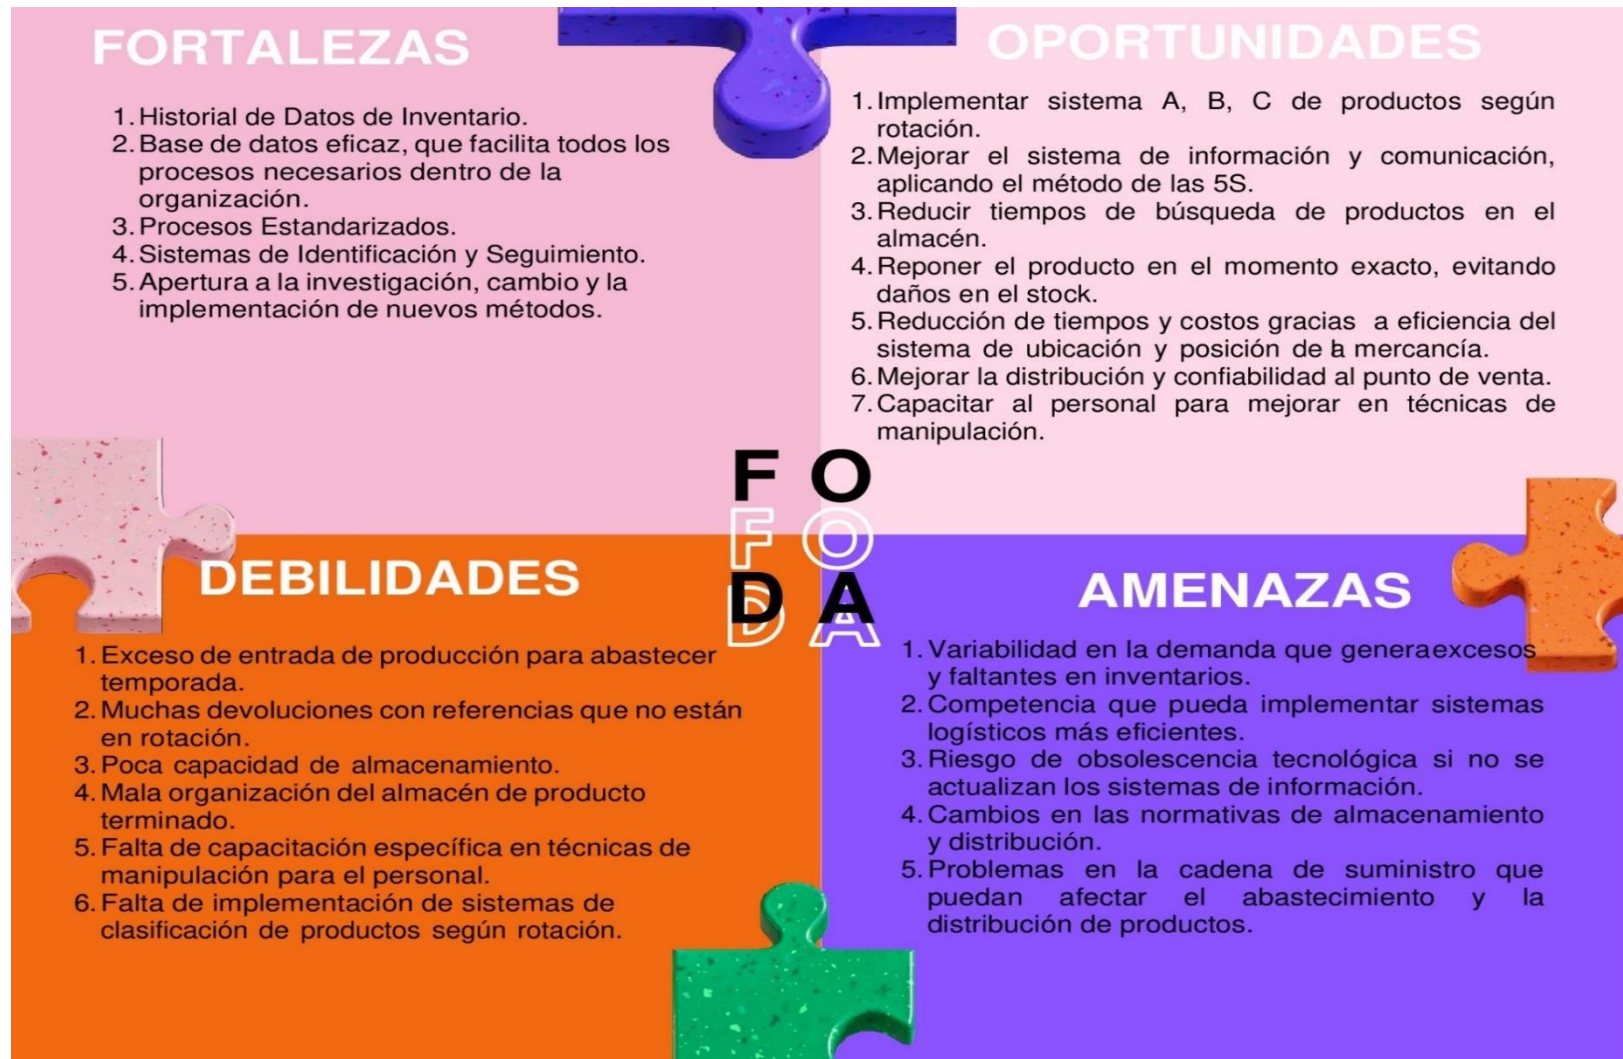 FORTALEZAS
1. Historial de Datos de Inventario.
2. Base de datos eficaz, que facilita todos los
procesos necesarios dentro de la
organización.
3. Procesos Estandarizados.
4. Sistemas de Identificación y Seguimiento.
5. Apertura a la investigación, cambio y la
implementación de nuevos métodos.
OPORTUNIDADES
1. Implementar sistema A, B, C de productos según
rotación.
2. Mejorar el sistema de información y comunicación,
aplicando el método de las 5S.
3. Reducir tiempos de búsqueda de productos en el
almacén.
4. Reponer el producto en el momento exacto, evitando
daños en el stock.
5. Reducción de tiempos y costos gracias a eficiencia del
sistema de ubicación y posición de la mercancía.
6. Mejorar la distribución y confiabilidad al punto de venta.
7. Capacitar al personal para mejorar en técnicas de
manipulación.
F O
F O
D A
D A
DEBILIDADES
1. Exceso de entrada de producción para abastecer
temporada.
2. Muchas devoluciones con referencias que no están
en rotación.
3. Poca capacidad de almacenamiento.
4. Mala organización del almacén de producto
terminado.
5. Falta de capacitación específica en técnicas de
manipulación para el personal.
6. Falta de implementación de sistemas de
clasificación de productos según rotación.
AMENAZAS
1. Variabilidad en la demanda que genera excesos
y faltantes en inventarios.
2. Competencia que pueda implementar sistemas
logísticos más eficientes.
3. Riesgo de obsolescencia tecnológica si no se
actualizan los sistemas de información.
4. Cambios en las normativas de almacenamiento
y distribución.
5. Problemas en la cadena de suministro que
puedan afectar el abastecimiento y la
distribución de productos.